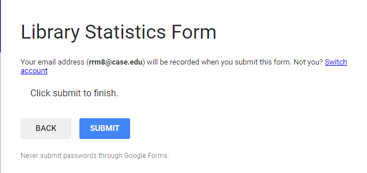 Library Statistics Form
Your email address (rrm8@case.edu) will be recorded when you submit this form. Not you? Switch
account
Click submit to finish.
BACK
SUBMIT
Never submit passwords through Google Forms.